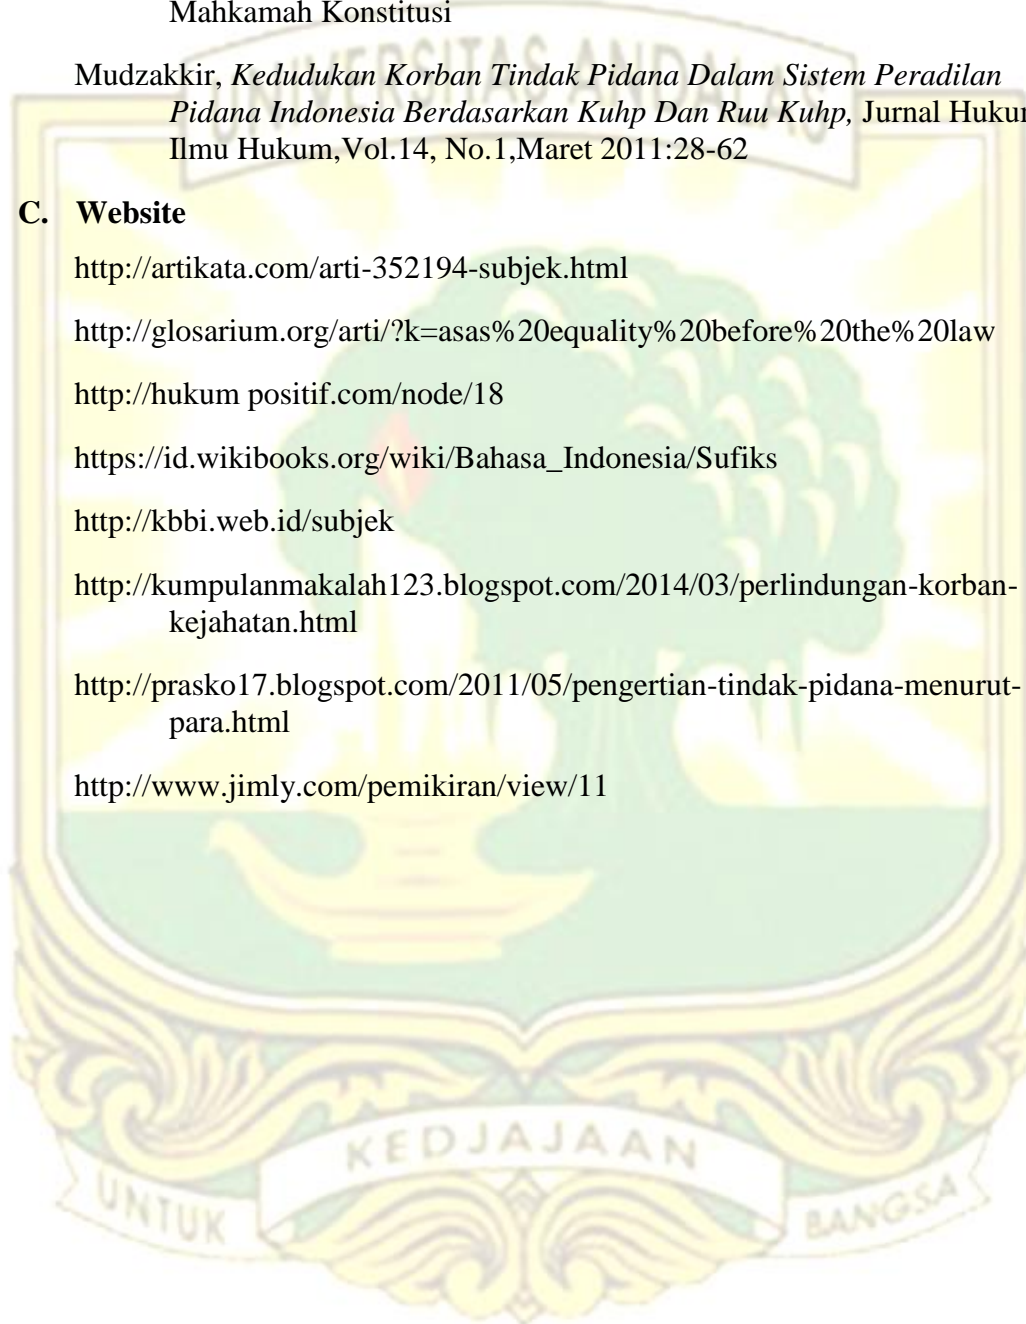 Mahkamah Konstitusi
UNIVERSITAS ANDALAS
Mudzakkir, Kedudukan Korban Tindak Pidana Dalam Sistem Peradilan
Pidana Indonesia Berdasarkan Kuhp Dan Ruu Kuhp, Jurnal Hukum
Ilmu Hukum,Vol.14, No.1,Maret 2011:28-62
C. Website
http://artikata.com/arti-352194-subjek.html
http://glosarium.org/arti/?k=asas%20equality%20before%20the%20law
http://hukum positif.com/node/18
https://id.wikibooks.org/wiki/Bahasa_Indonesia/Sufiks
http://kbbi.web.id/subjek
http://kumpulanmakalah123.blogspot.com/2014/03/perlindungan-korban-
kejahatan.html
http://prasko17.blogspot.com/2011/05/pengertian-tindak-pidana-menurut-
para.html
http://www.jimly.com/pemikiran/view/11
UNTUK KEDJAJAAN BANGSA